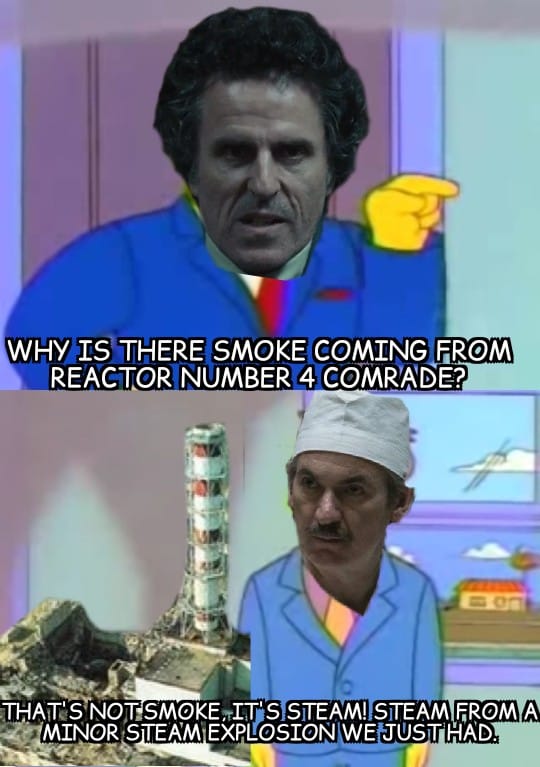 WHY IS THERE SMOKE COMING FROM
REACTOR NUMBER 4 COMRADE?
THAT'S NOT SMOKE, IT'S STEAM! STEAM FROM A
MINOR STEAM EXPLOSION WE JUST HAD.